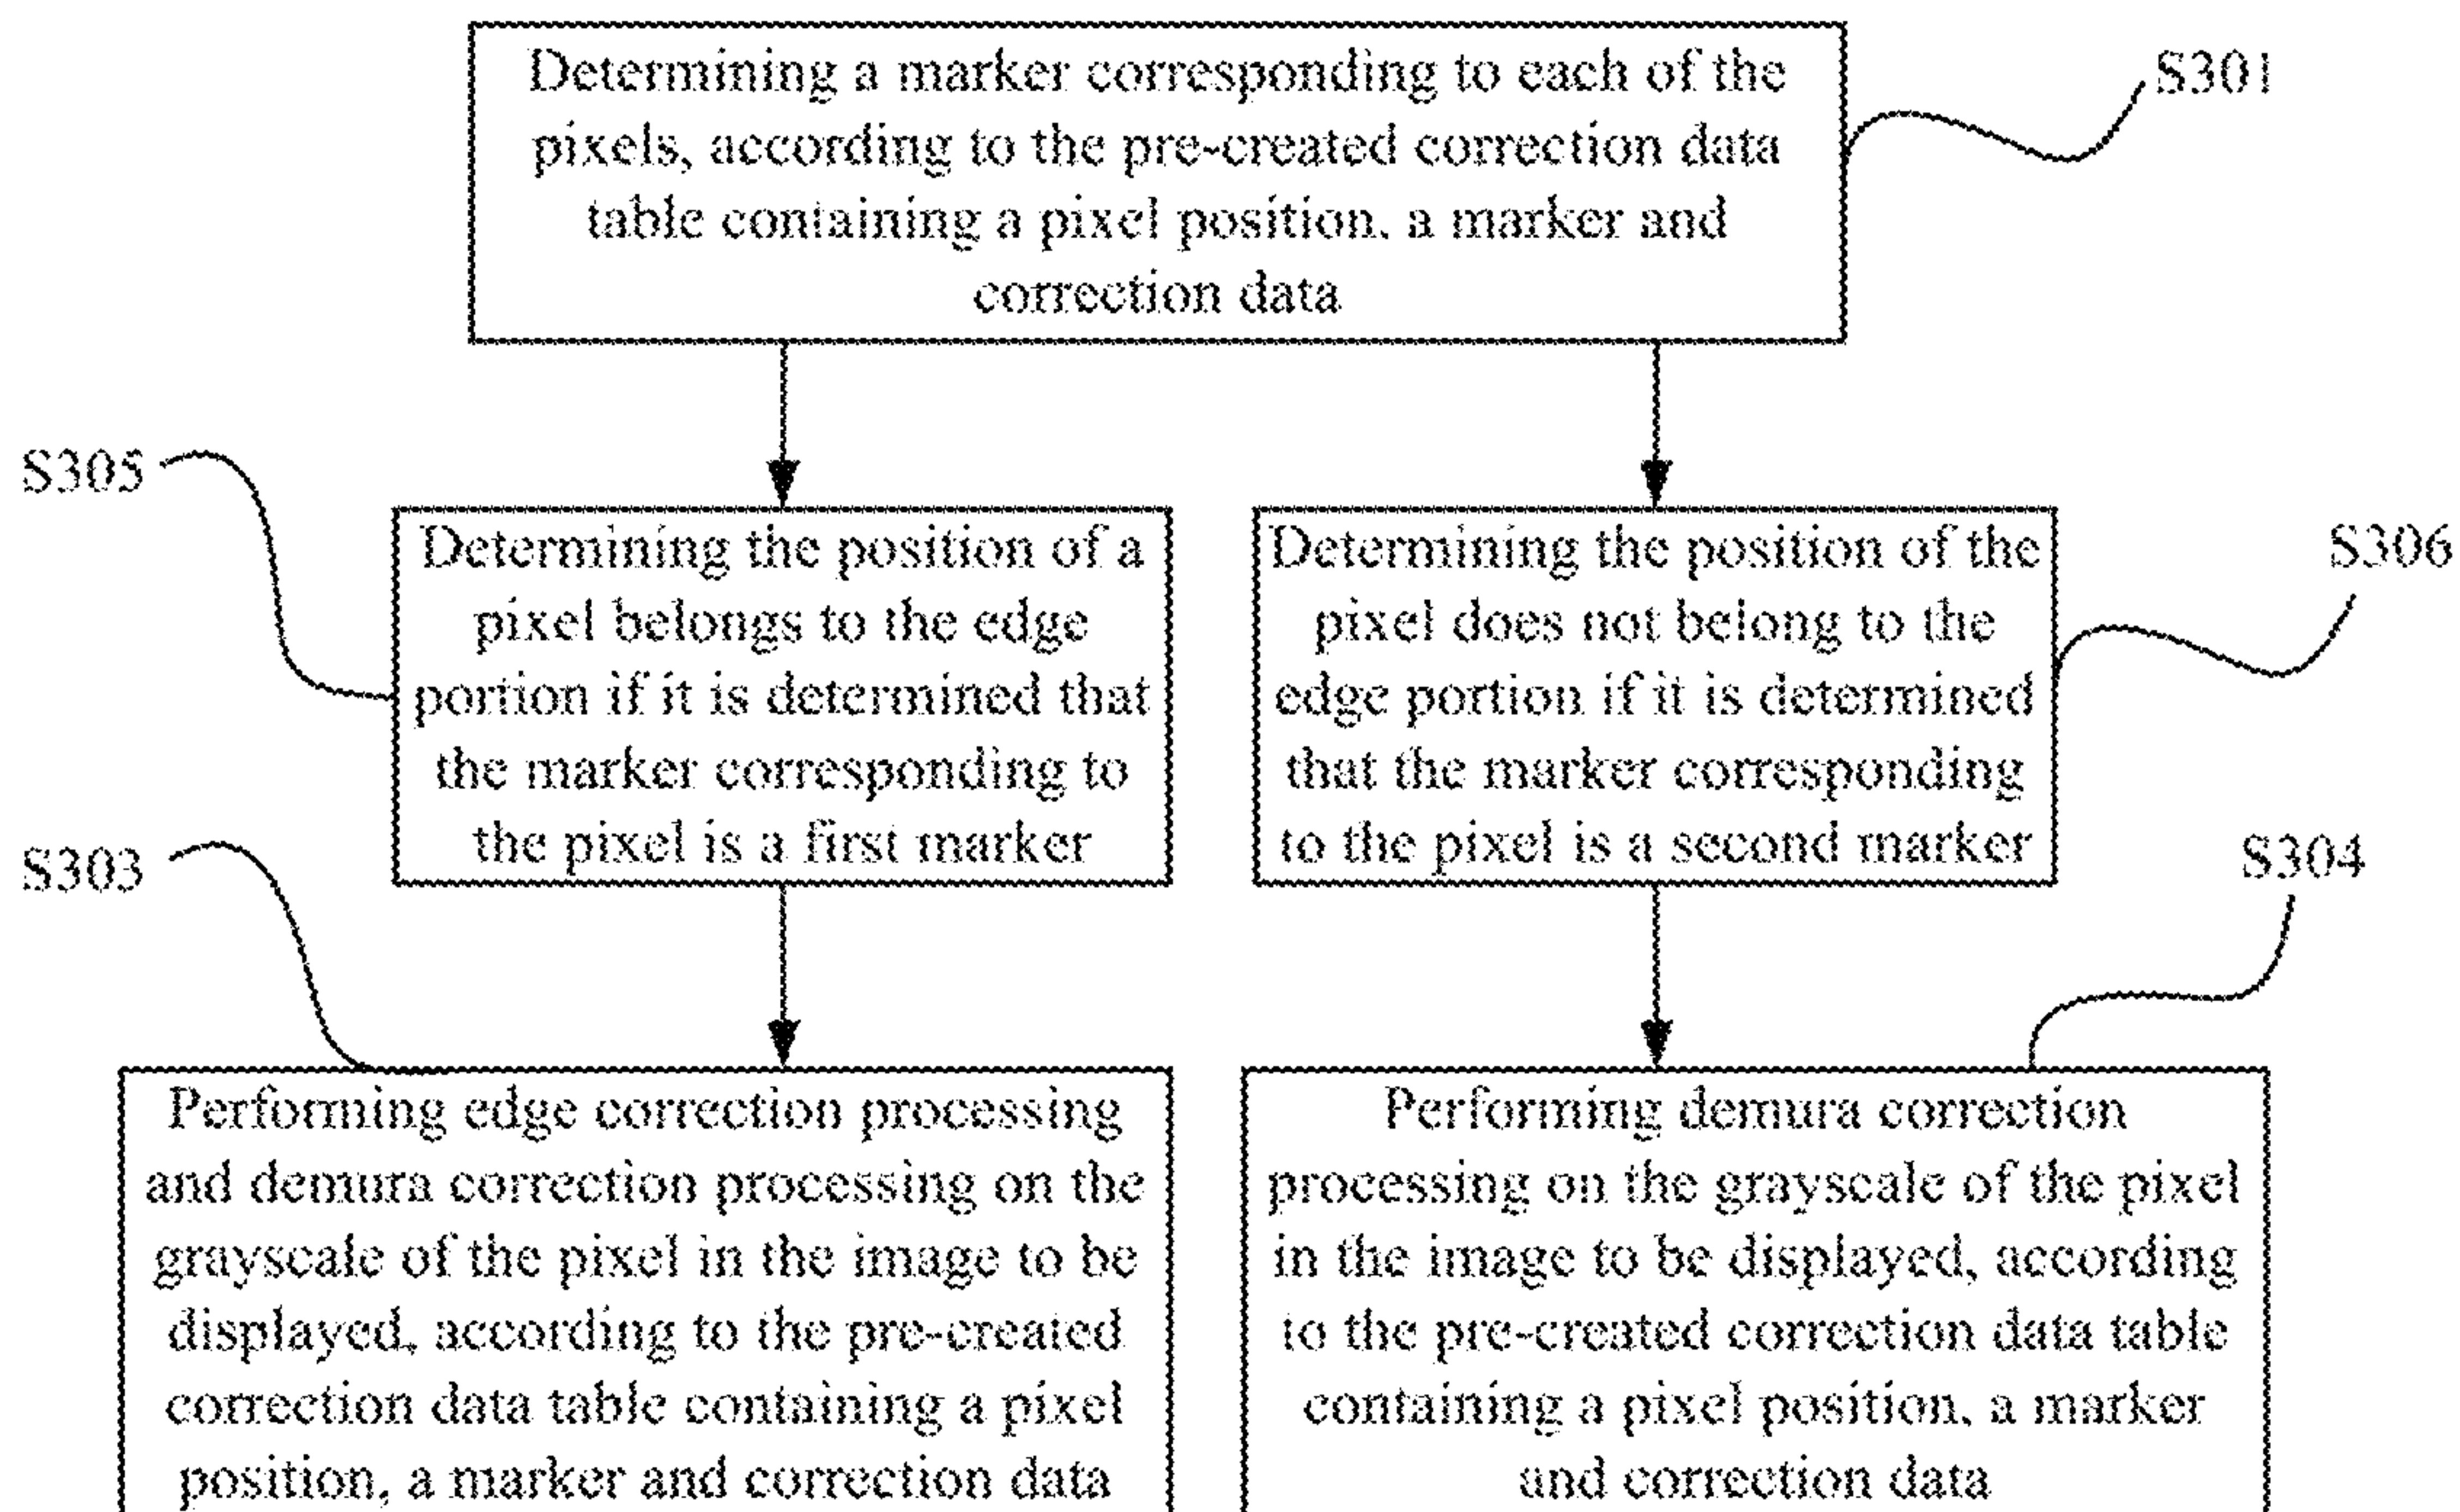 Determining a marker corresponding to each of the
pixels, according to the pre-created correction data
table containing a pixel position, a marker and
correction data
S301
S305
Determining the position of a
pixel belongs to the edge
portion if it is determined that
the marker corresponding to
the pixel is a first marker
Determining the position of the
pixel does not belong to the
edge portion if it is determined
that the marker corresponding
to the pixel is a second marker
S306
S303
Performing edge correction processing
and demura correction processing on the
grayscale of the pixel in the image to be
displayed, according to the pre-created
correction data table containing a pixel
position, a marker and correction data
S304
Performing demura correction
processing on the grayscale of the pixel
in the image to be displayed, according
to the pre-created correction data table
containing a pixel position, a marker
and correction data